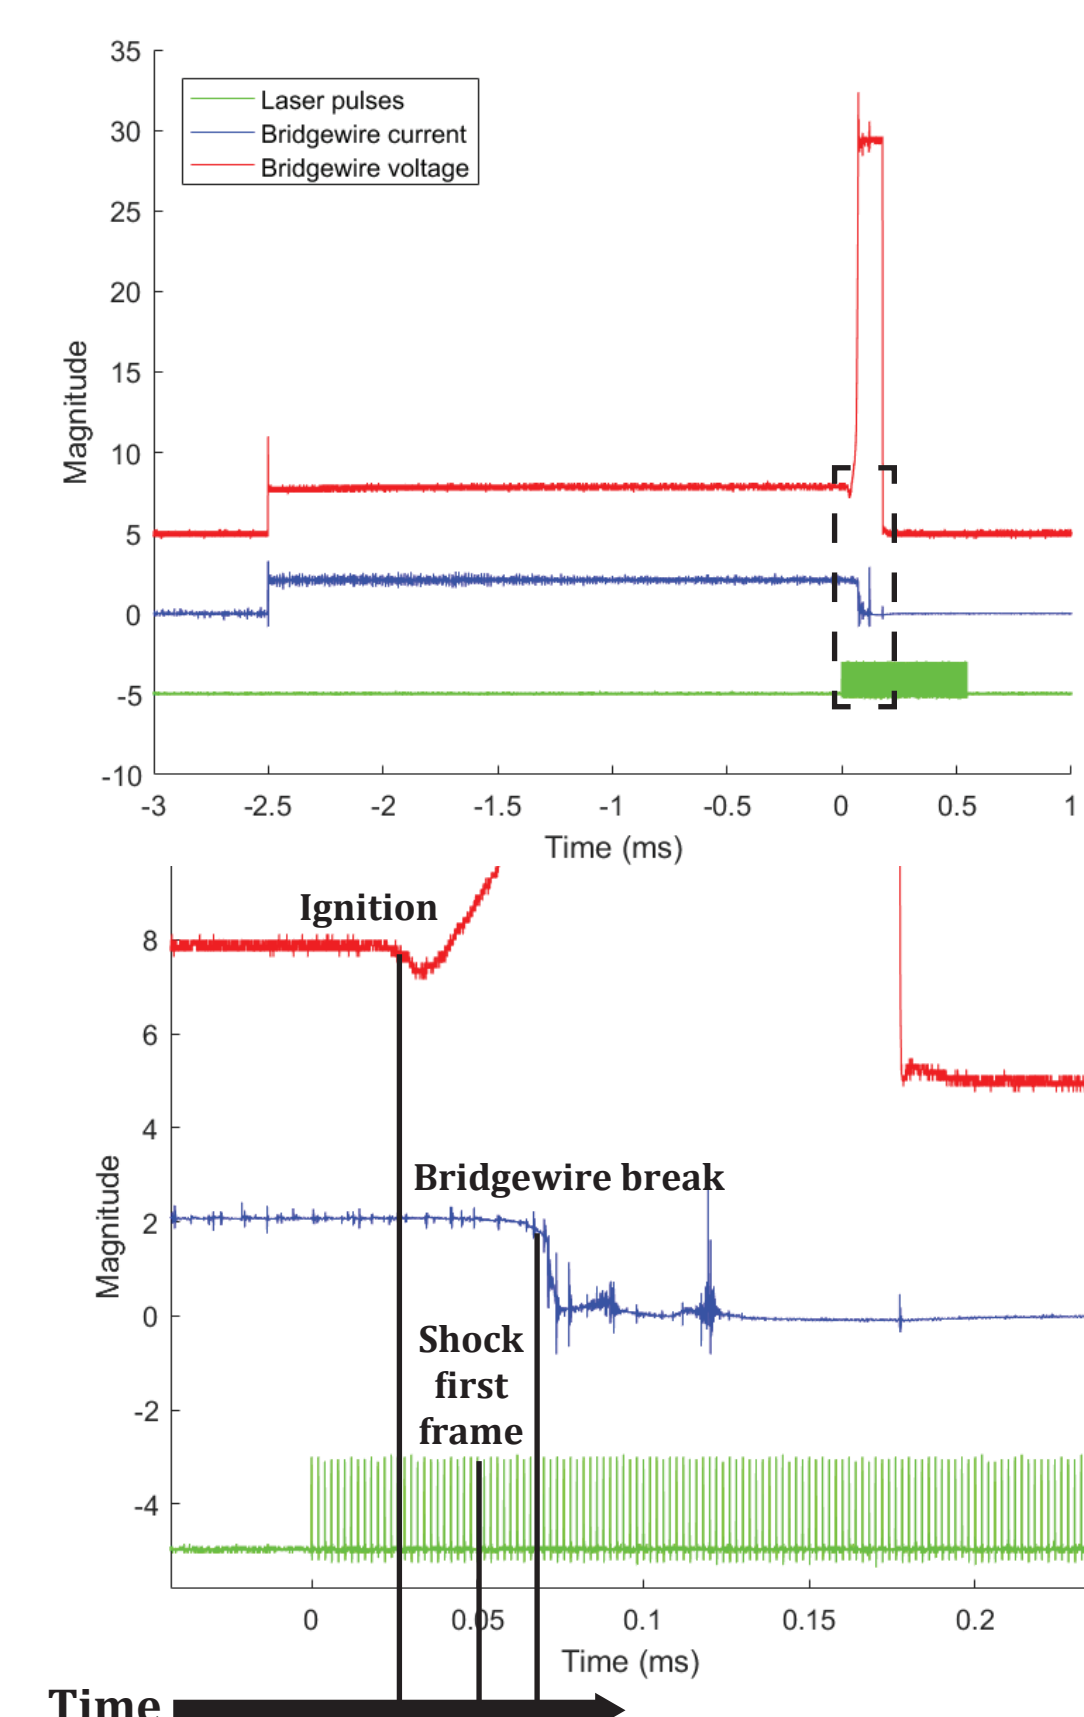 35
30
25
20
15
10
5
0
-5
-10
Magnitude
Laser pulses
Bridgewire current
Bridgewire voltage
-3 -2.5 -2 -1.5 -1 -0.5 0 0.5 1
Time (ms)
8
6
4
2
0
-2
-4
Magnitude
Ignition
Bridgewire break
Shock
first
frame
0 0.05 0.1 0.15 0.2
Time (ms)
Time